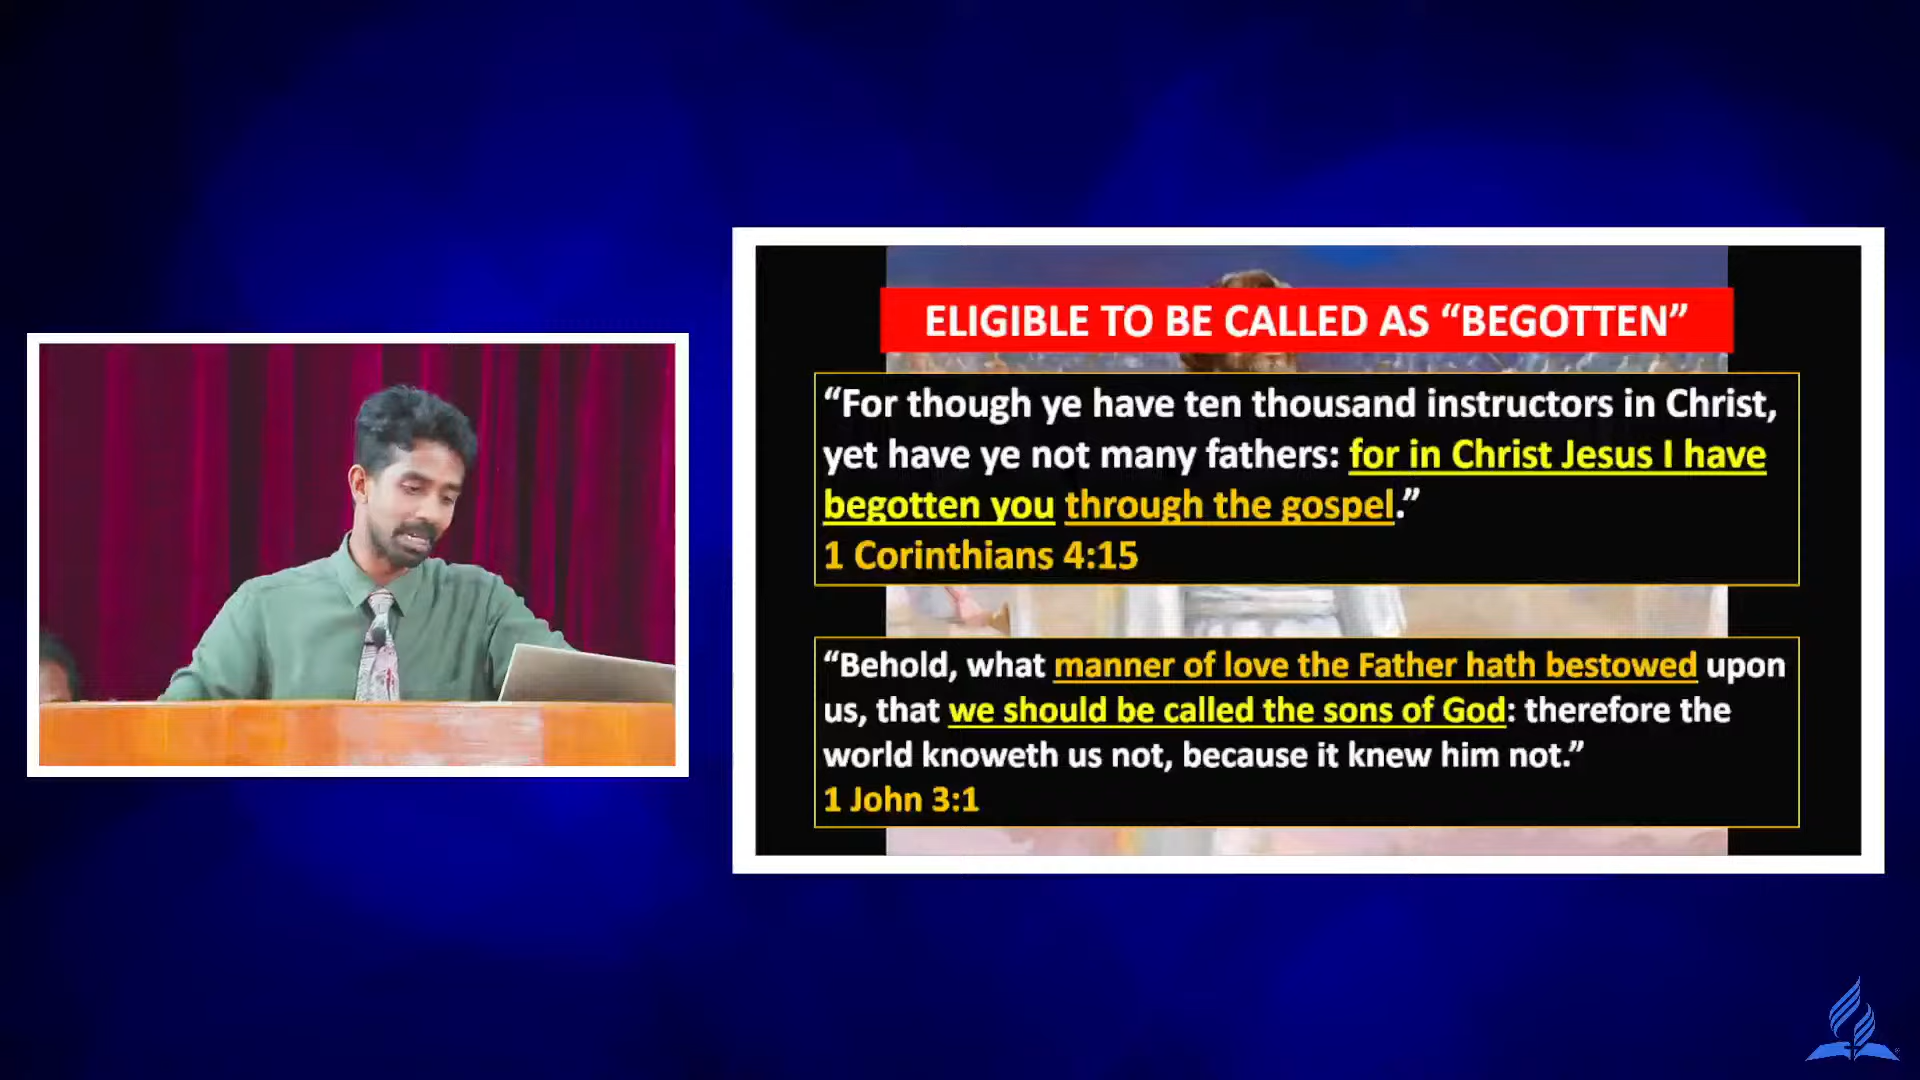 ELIGIBLE TO BE CALLED AS “BEGOTTEN”
“For though ye have ten thousand instructors in Christ,
yet have ye not many fathers: for in Christ Jesus I have
begotten you through the gospel.”
1 Corinthians 4:15
“Behold, what manner of love the Father hath bestowed upon
us, that we should be called the sons of God: therefore the
world knoweth us not, because it knew him not.”
1 John 3:1